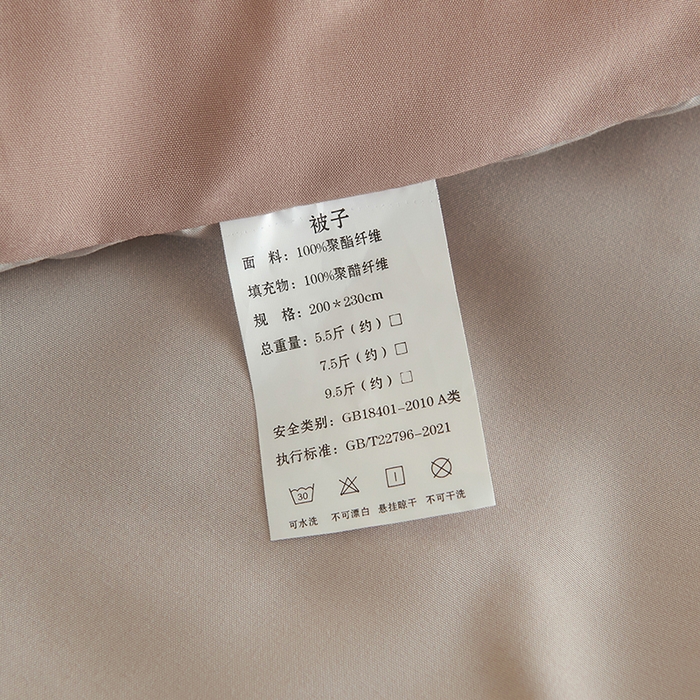 被子
面 料：100%聚酯纤维
填充物：100%聚醋纤维
规 格：200*230cm
总重量：5.5斤（约）□
7.5斤（约）□
9.5斤（约）□
安全类别：GB18401-2010 A类
执行标准：GB/T22796-2021
30
可水洗 不可漂白 悬挂晾干 不可干洗